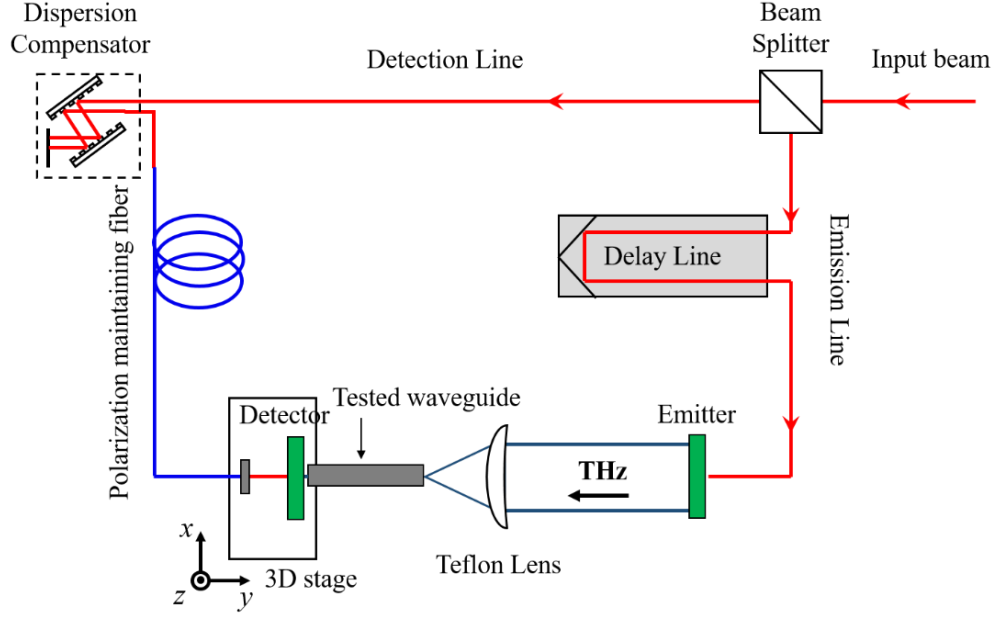 Dispersion
Compensator
Detection Line
Beam
Splitter
Input beam
Polarization maintaining fiber
Delay Line
Emission Line
Detector
Tested waveguide
Emitter
THz
Teflon Lens
3D stage
x
z
y